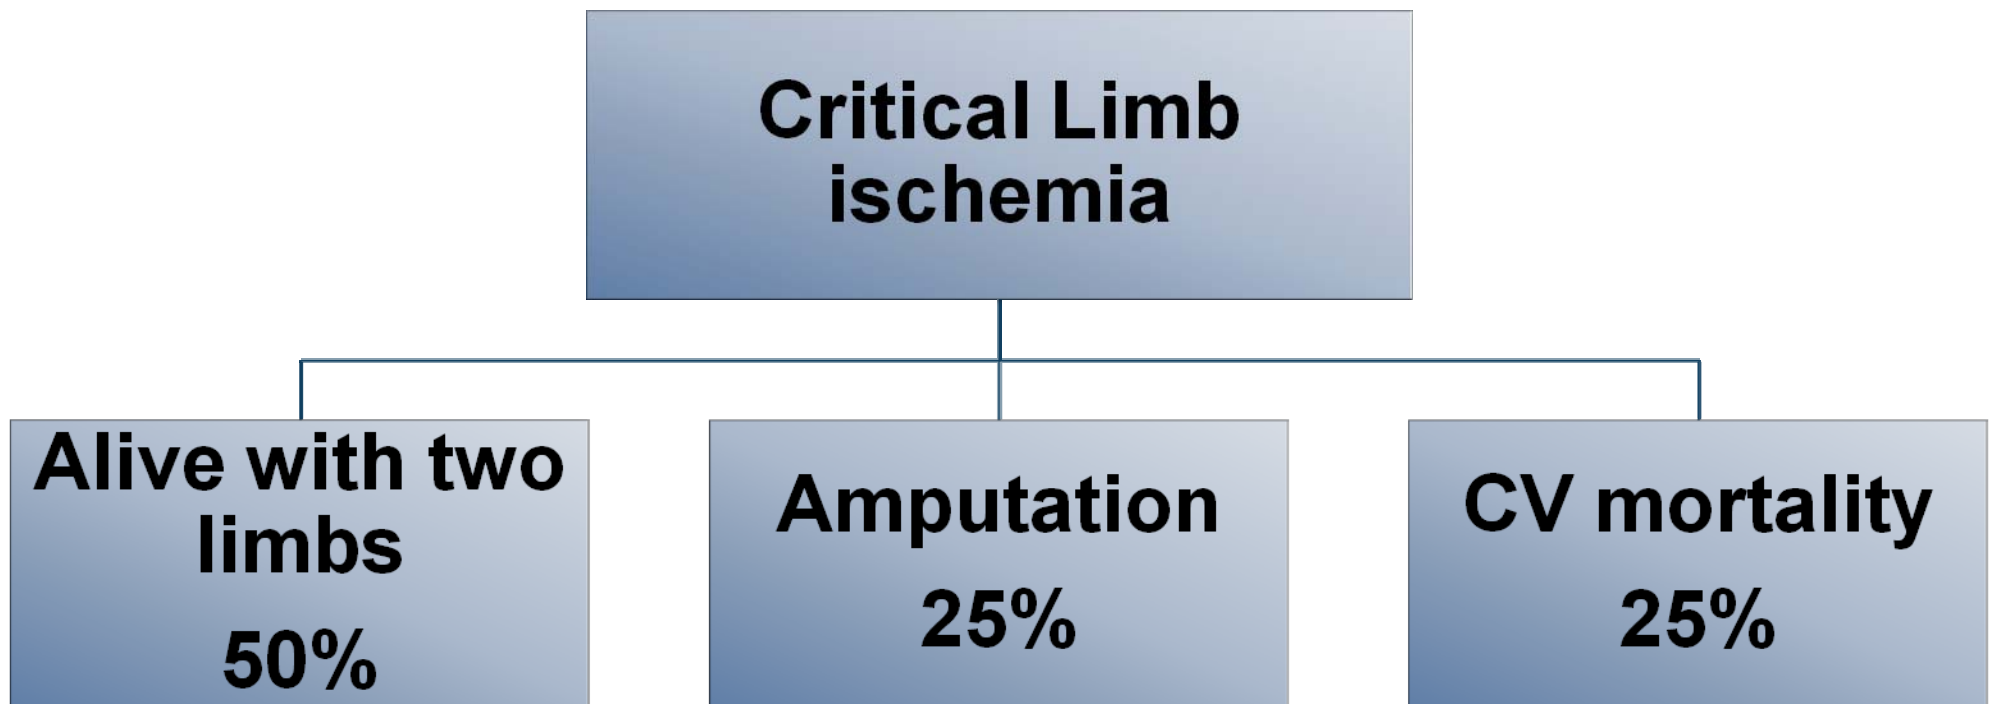 Critical Limb
ischemia
Alive with two
limbs
50%
Amputation
25%
CV mortality
25%